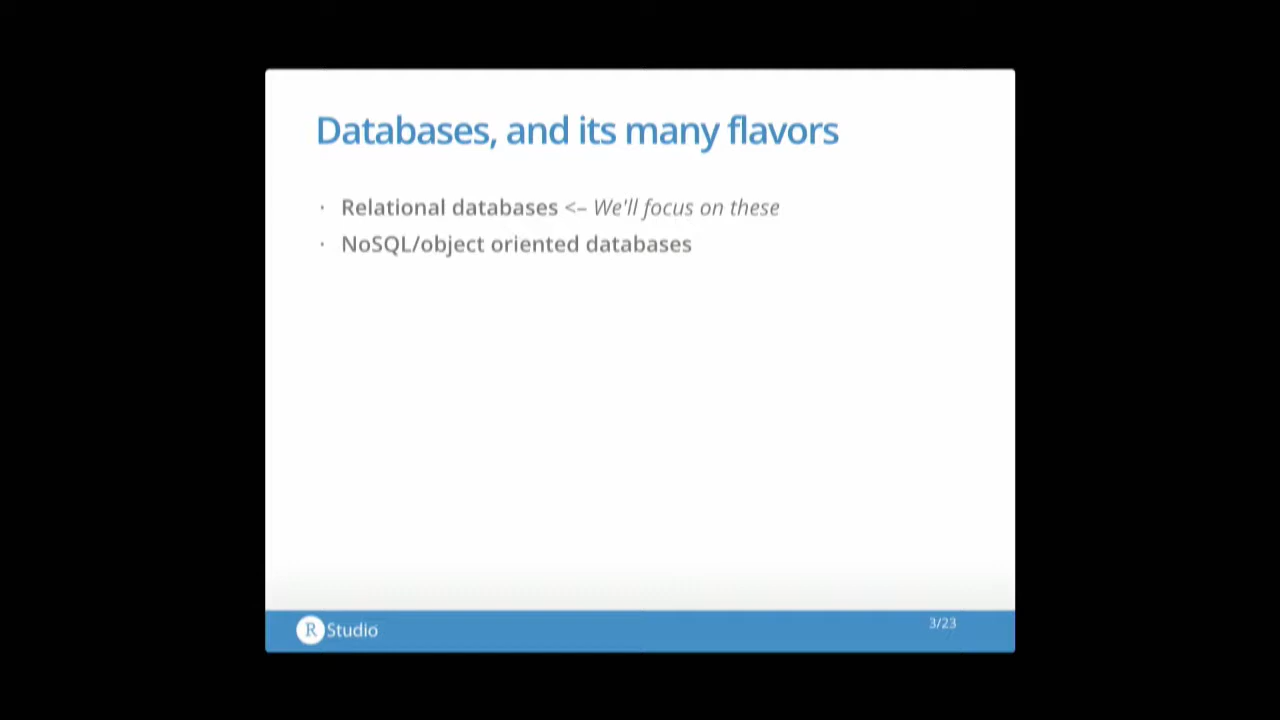 Databases, and its many flavors
· Relational databases <– We'll focus on these
· NoSQL/object oriented databases
R Studio
3/23